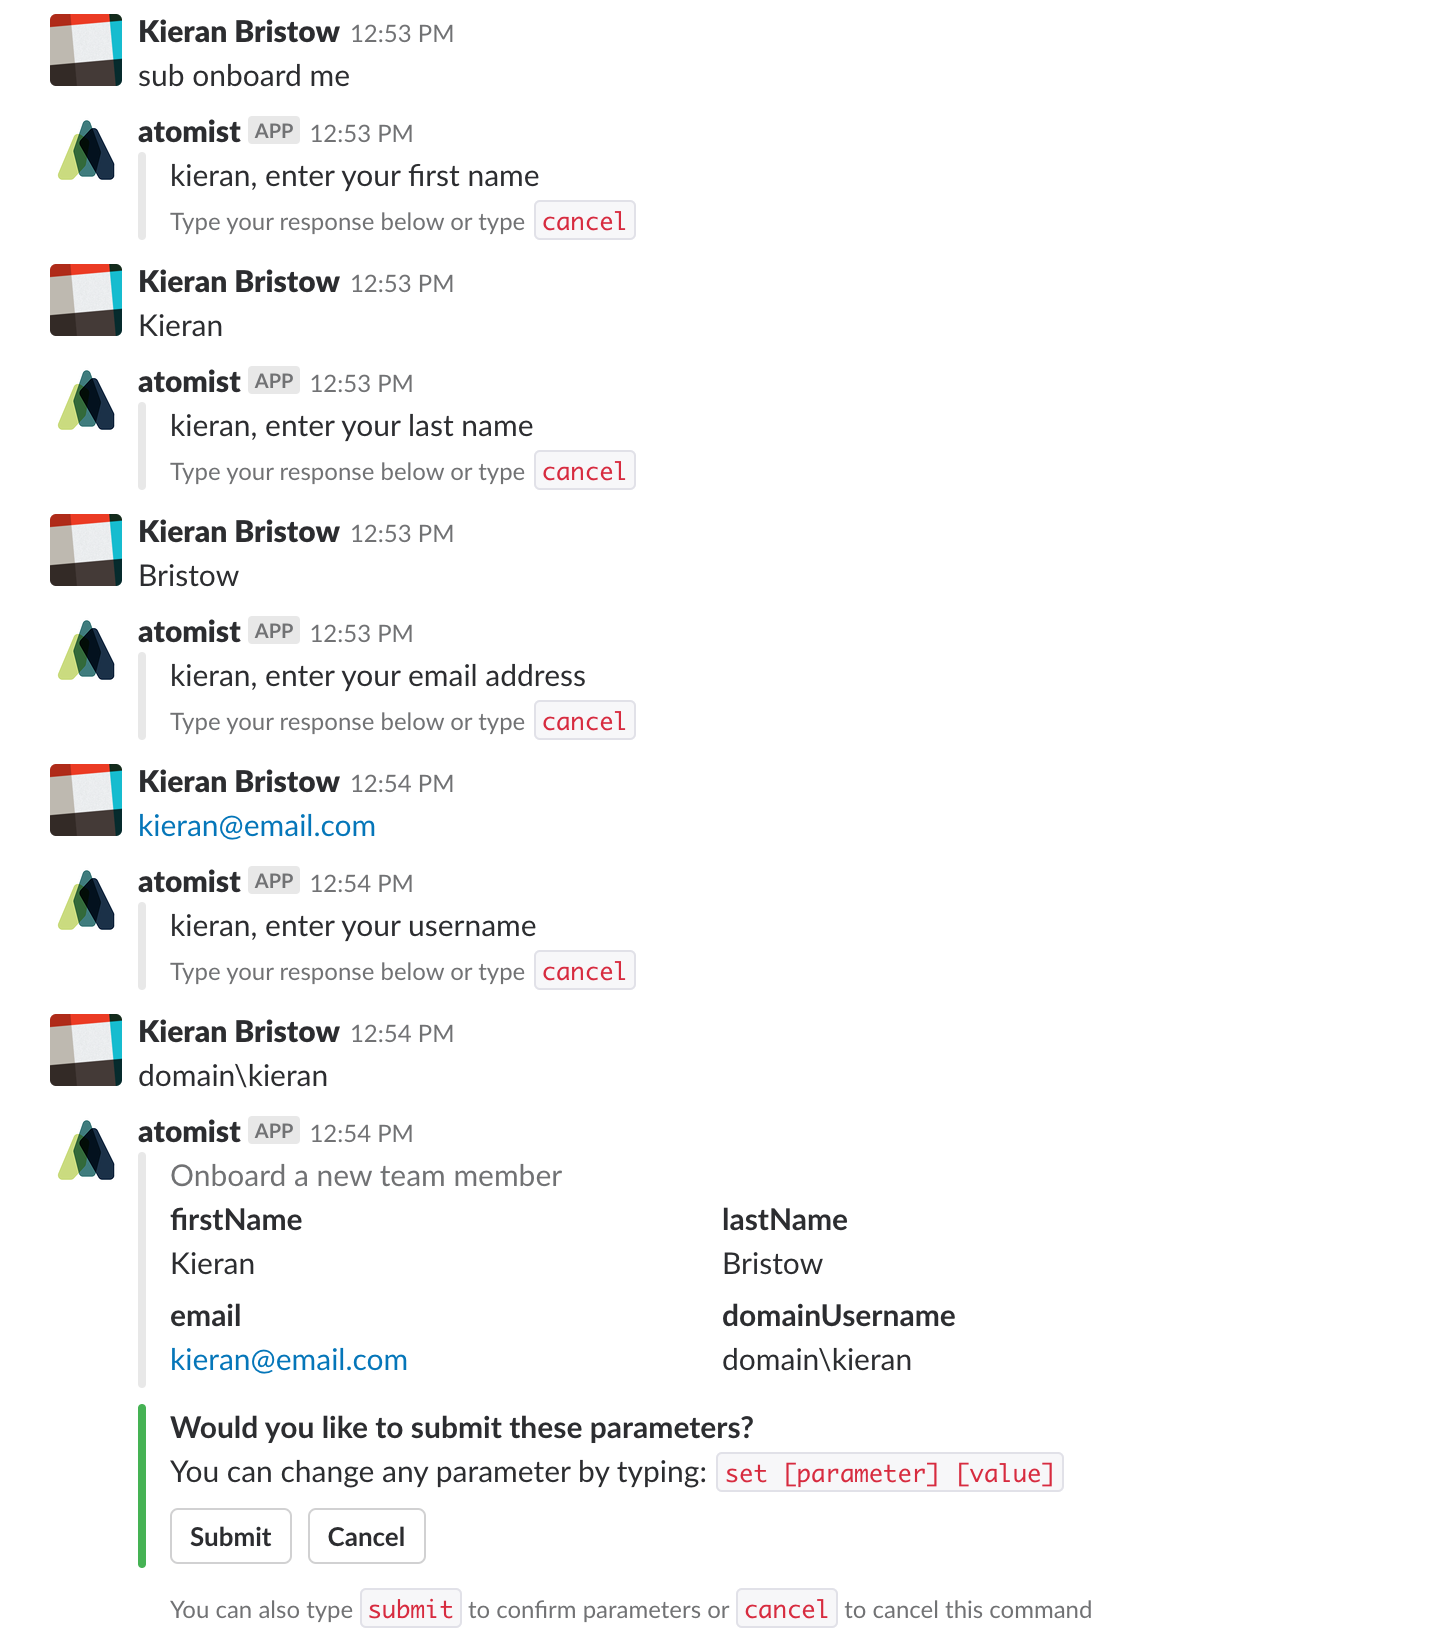 Kieran Bristow 12:53 PM
sub onboard me
atomist APP 12:53 PM
kieran, enter your first name
Type your response below or type cancel
Kieran Bristow 12:53 PM
Kieran
atomist APP 12:53 PM
kieran, enter your last name
Type your response below or type cancel
Kieran Bristow 12:53 PM
Bristow
atomist APP 12:53 PM
kieran, enter your email address
Type your response below or type cancel
Kieran Bristow 12:54 PM
kieran@email.com
atomist APP 12:54 PM
kieran, enter your username
Type your response below or type cancel
Kieran Bristow 12:54 PM
domain\kieran
atomist APP 12:54 PM
Onboard a new team member
firstName lastName
Kieran Bristow
email domainUsername
kieran@email.com domain\kieran
Would you like to submit these parameters?
You can change any parameter by typing: set [parameter] [value]
Submit Cancel
You can also type submit to confirm parameters or cancel to cancel this command